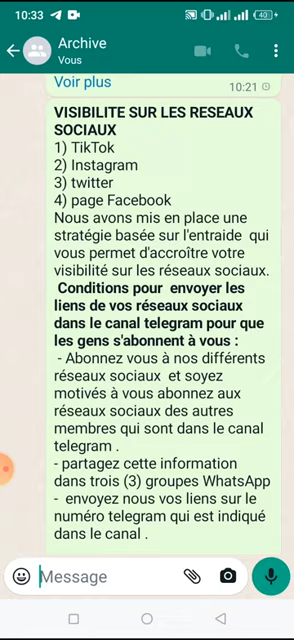 10:33
40
Archive
Vous
Voir plus
10:21
VISIBILITE SUR LES RESEAUX
SOCIAUX
1) TikTok
2) Instagram
3) twitter
4) page Facebook
Nous avons mis en place une
stratégie basée sur l'entraide qui
vous permet d'accroître votre
visibilité sur les réseaux sociaux.
Conditions pour envoyer les
liens de vos réseaux sociaux
dans le canal telegram pour que
les gens s'abonnent à vous :
- Abonnez vous à nos différents
réseaux sociaux et soyez
motivés à vous abonnez aux
réseaux sociaux des autres
membres qui sont dans le canal
telegram .
- partagez cette information
dans trois (3) groupes WhatsApp
- envoyez nous vos liens sur le
numéro telegram qui est indiqué
dans le canal .
Message